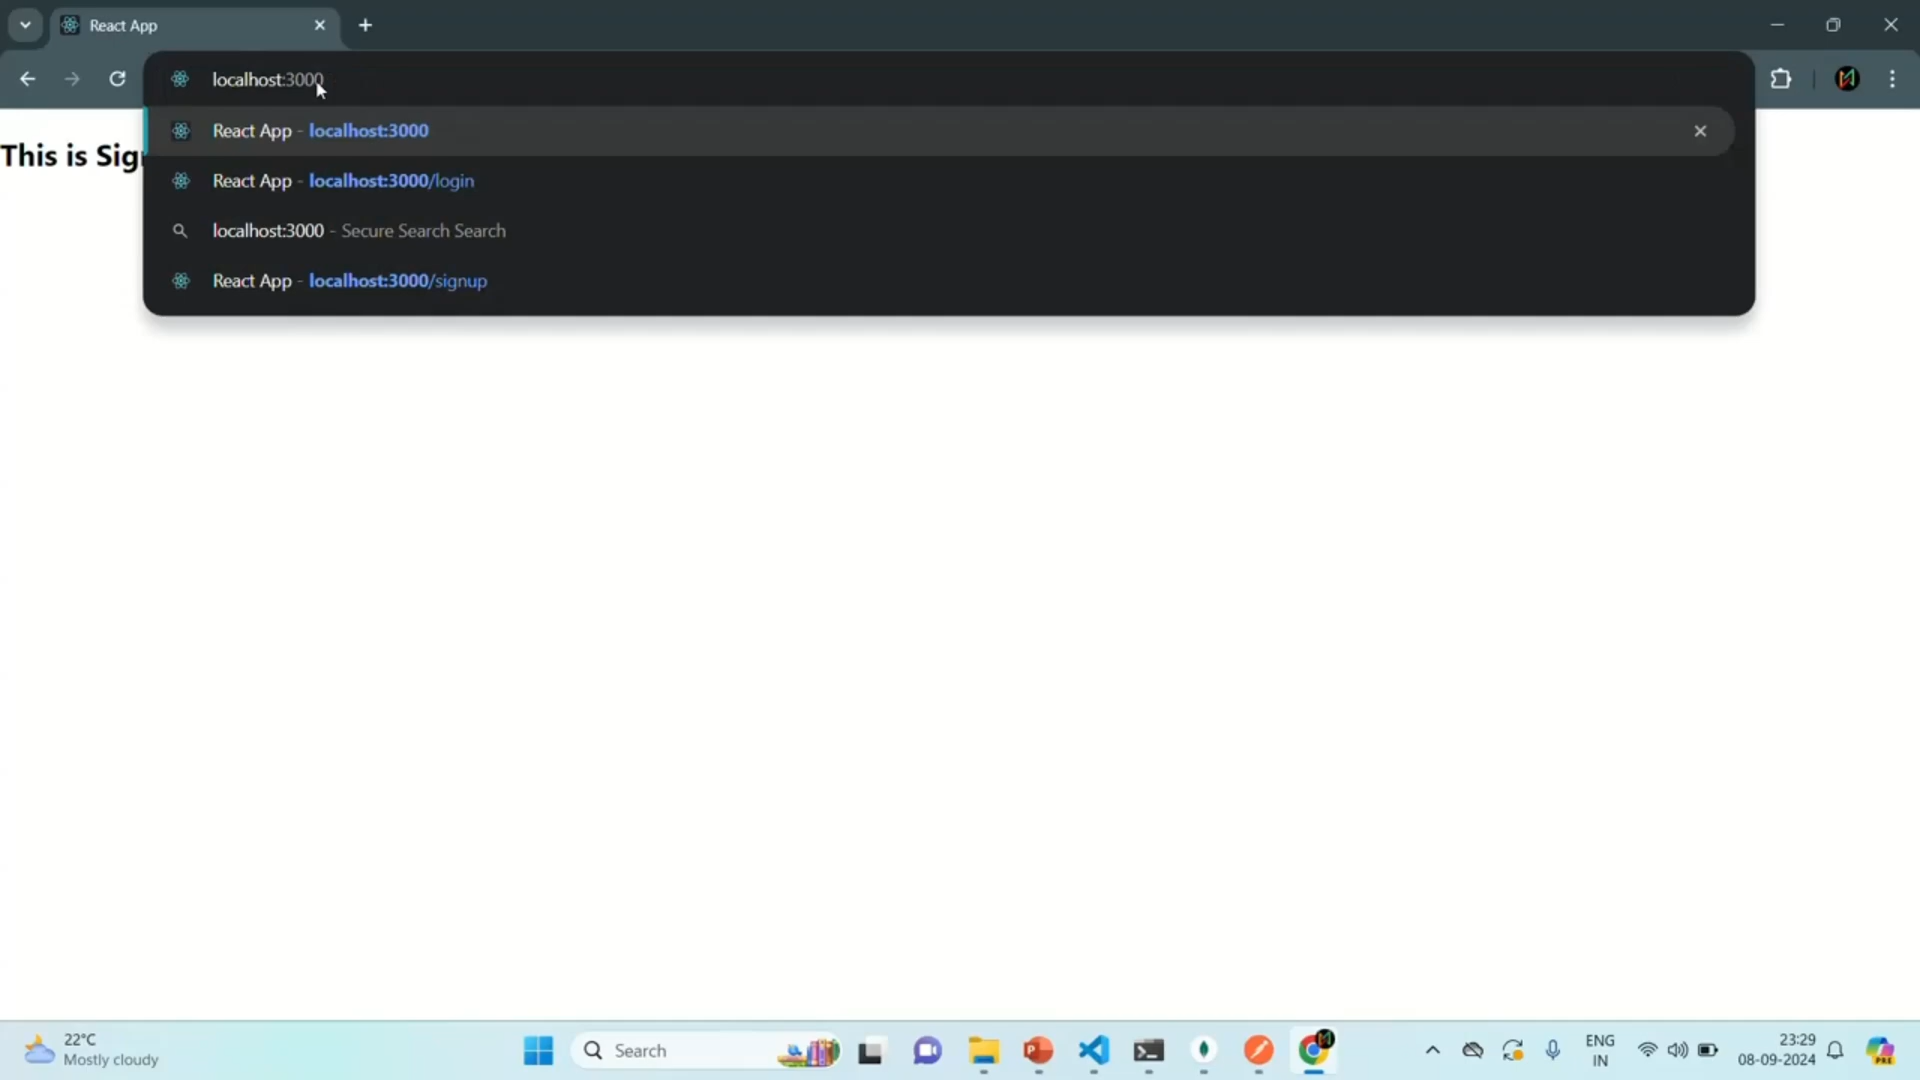 React App
localhost:3000
React App - localhost:3000
React App - localhost:3000/login
localhost:3000 - Secure Search Search
React App - localhost:3000/signup
This is Sig
22°C
Mostly cloudy
Search
ENG
IN
23:29
08-09-2024
PRE